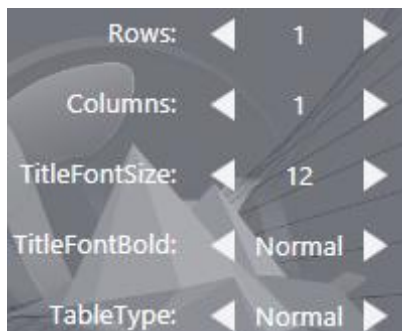 Rows: 1
Columns: 1
TitleFontSize: 12
TitleFontBold: Normal
TableType: Normal